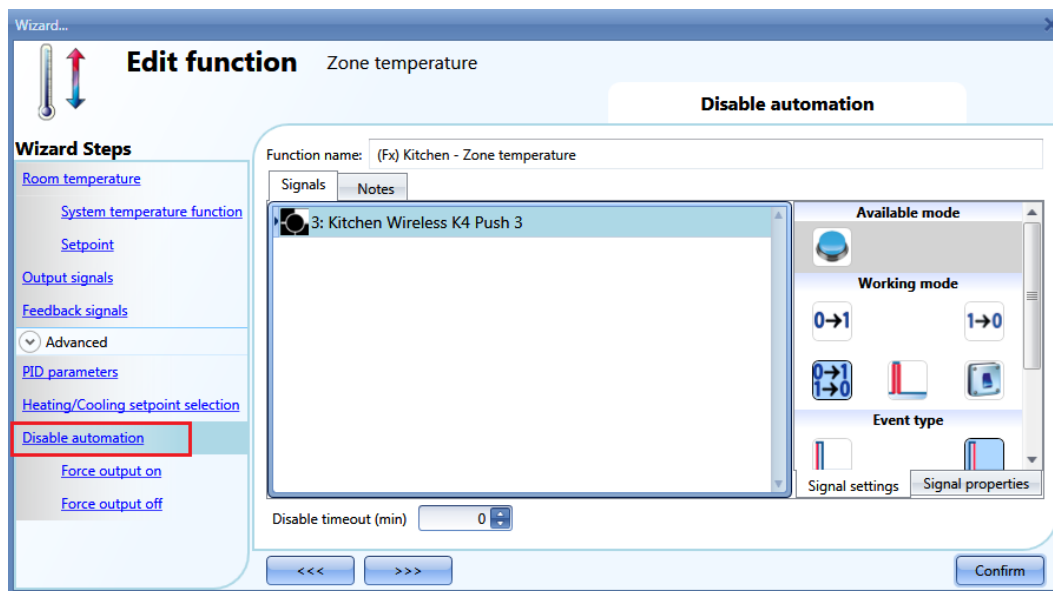 Wizard...
Edit function Zone temperature
Disable automation
Wizard Steps
Room temperature
System temperature function
Setpoint
Output signals
Feedback signals
Advanced
PID parameters
Heating/Cooling setpoint selection
Disable automation
Force output on
Force output off
Function name: (Fx) Kitchen - Zone temperature
Signals Notes
3: Kitchen Wireless K4 Push 3
Available mode
Working mode
0→1 1→0
0→1
1→0
Event type
Signal settings Signal properties
Disable timeout (min) 0
<<< >>> Confirm